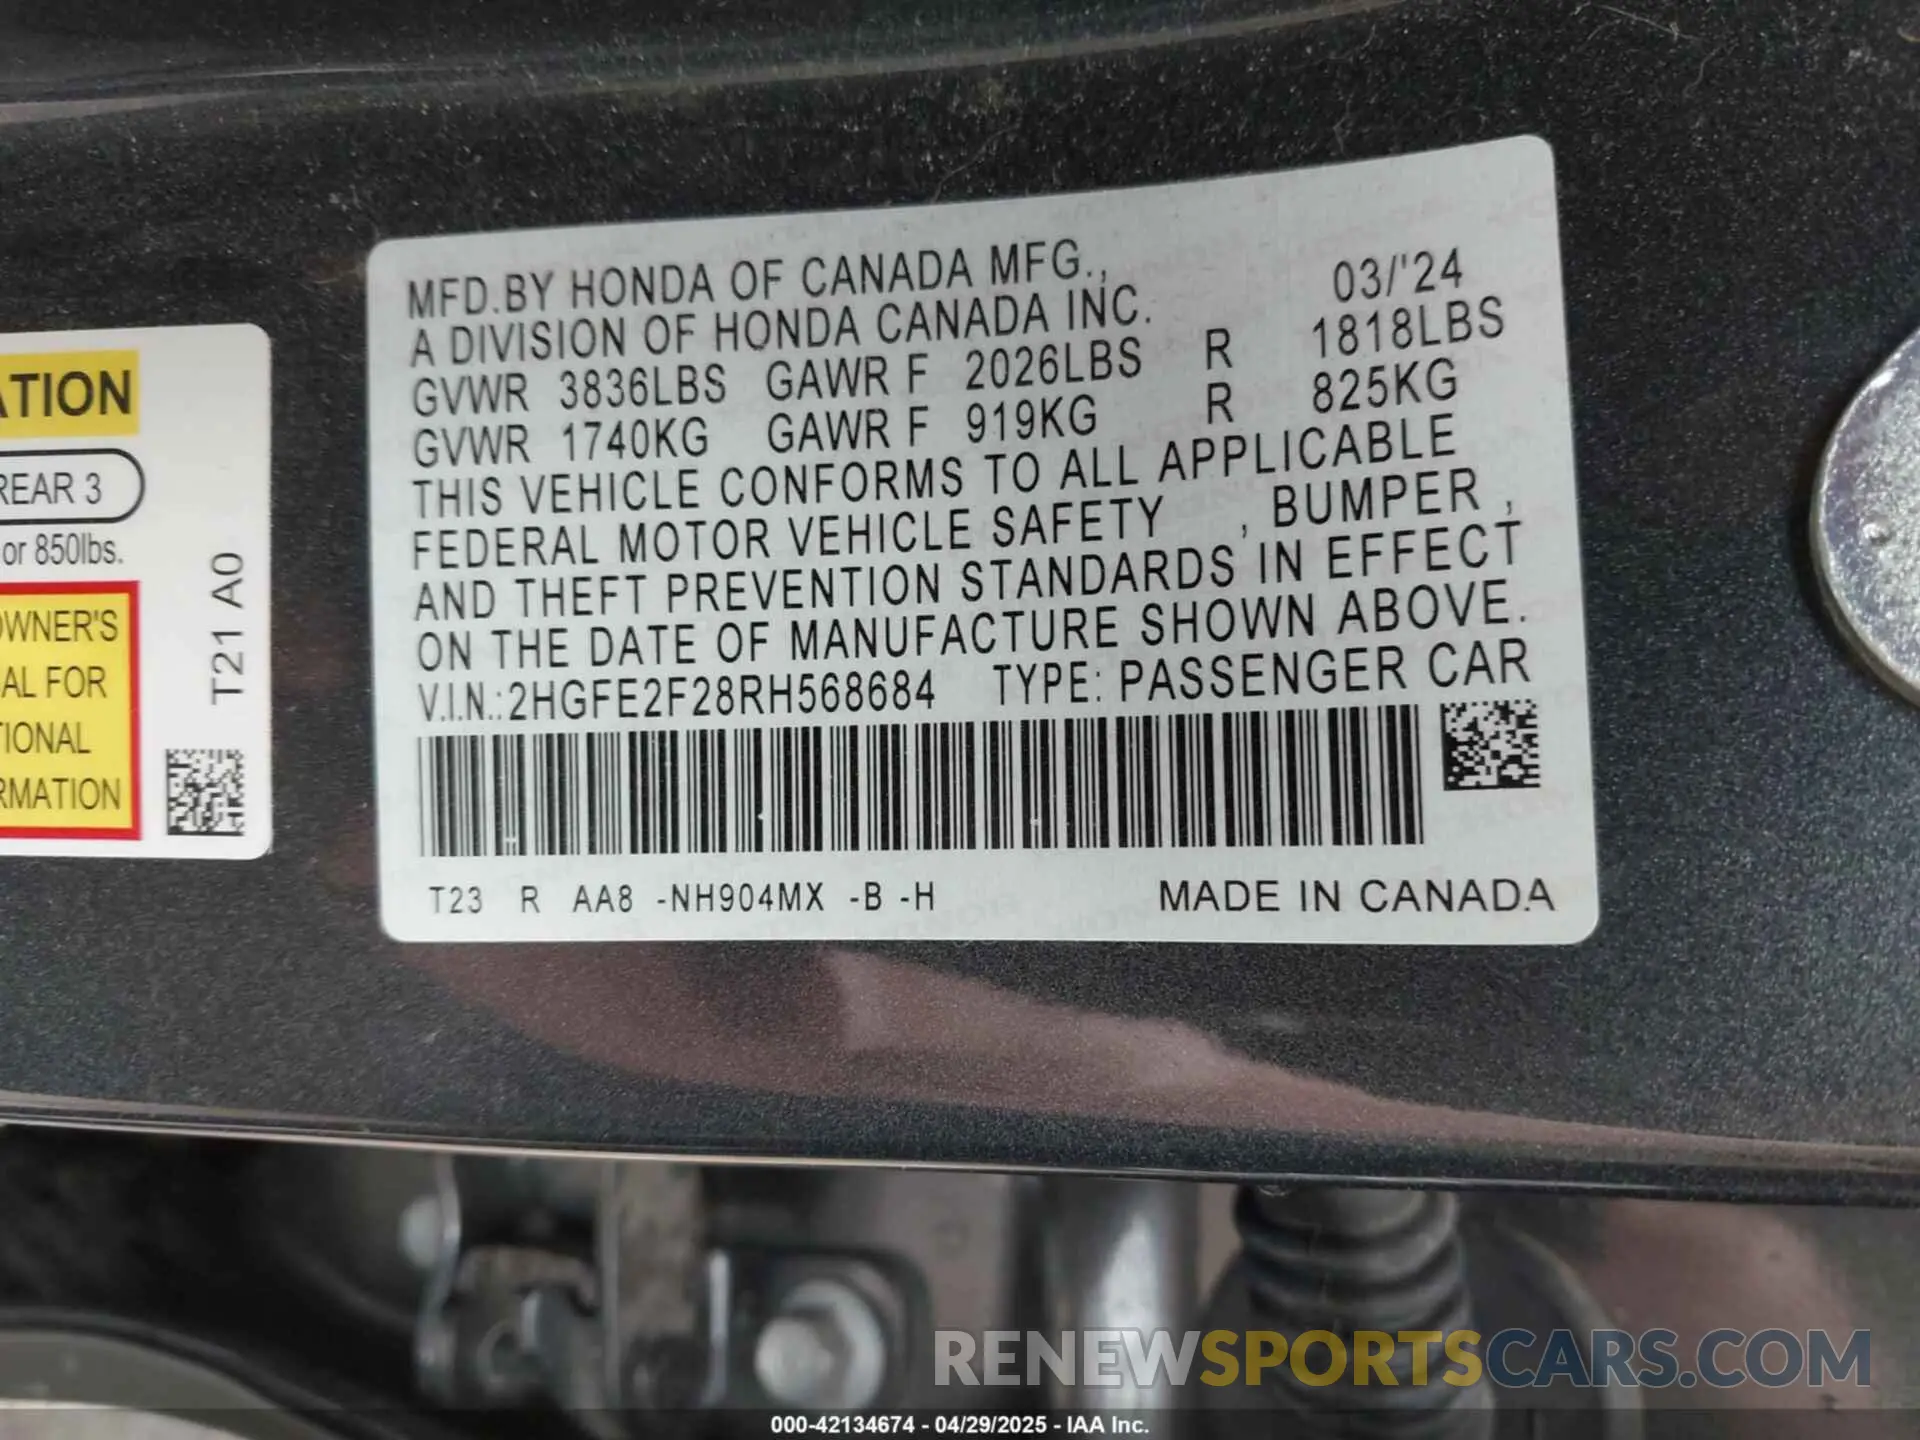 ATION
REAR 3
or 850lbs.
OWNER'S
AL FOR
TIONAL
RMATION
T21 A0
MFD.BY HONDA OF CANADA MFG., 03/'24
A DIVISION OF HONDA CANADA INC.
GVWR 3836LBS GAWR F 2026LBS R 1818LBS
GVWR 1740KG GAWR F 919KG R 825KG
THIS VEHICLE CONFORMS TO ALL APPLICABLE
FEDERAL MOTOR VEHICLE SAFETY , BUMPER ,
AND THEFT PREVENTION STANDARDS IN EFFECT
ON THE DATE OF MANUFACTURE SHOWN ABOVE.
V.I.N.:2HGFE2F28RH568684 TYPE: PASSENGER CAR
T23 R AA8 -NH904MX -B -H MADE IN CANADA
RENEWSPORTSCARS.COM
000-42134674 - 04/29/2025 - IAA Inc.